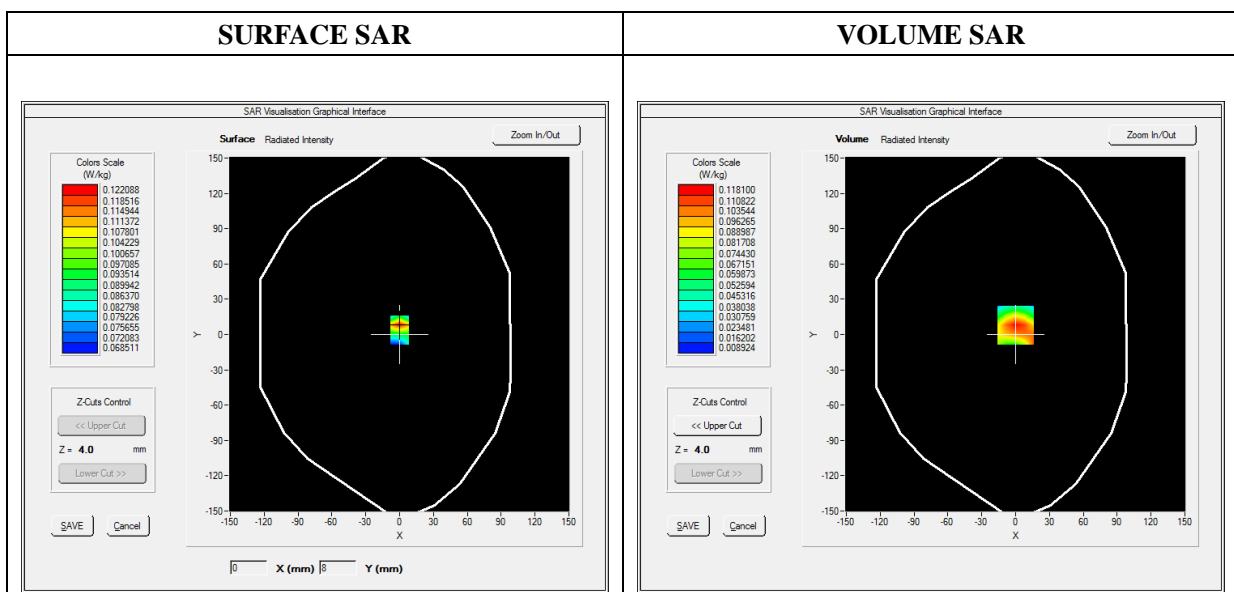 SURFACE SAR
VOLUME SAR
SAR Visualisation Graphical Interface
Surface Radiated Intensity
Zoom In/Out
Colors Scale
(W/kg)
0.122088
0.118516
0.114944
0.111372
0.107801
0.104229
0.100657
0.097085
0.093514
0.089942
0.086370
0.082798
0.079226
0.075655
0.072083
0.068511
Z-Cuts Control
<< Upper Cut
Z = 4.0 mm
Lower Cut >>
SAVE Cancel
150
120
90
60
30
0
-30
-60
-90
-120
-150
Y
-150 -120 -90 -60 -30 0 30 60 90 120 150
X
0 X (mm) 8 Y (mm)
SAR Visualisation Graphical Interface
Volume Radiated Intensity
Zoom In/Out
Colors Scale
(W/kg)
0.118100
0.110822
0.103544
0.096265
0.088987
0.081708
0.074430
0.067151
0.059873
0.052594
0.045316
0.038038
0.030759
0.023481
0.016202
0.008924
Z-Cuts Control
<< Upper Cut
Z = 4.0 mm
Lower Cut >>
SAVE Cancel
150
120
90
60
30
0
-30
-60
-90
-120
-150
Y
-150 -120 -90 -60 -30 0 30 60 90 120 150
X